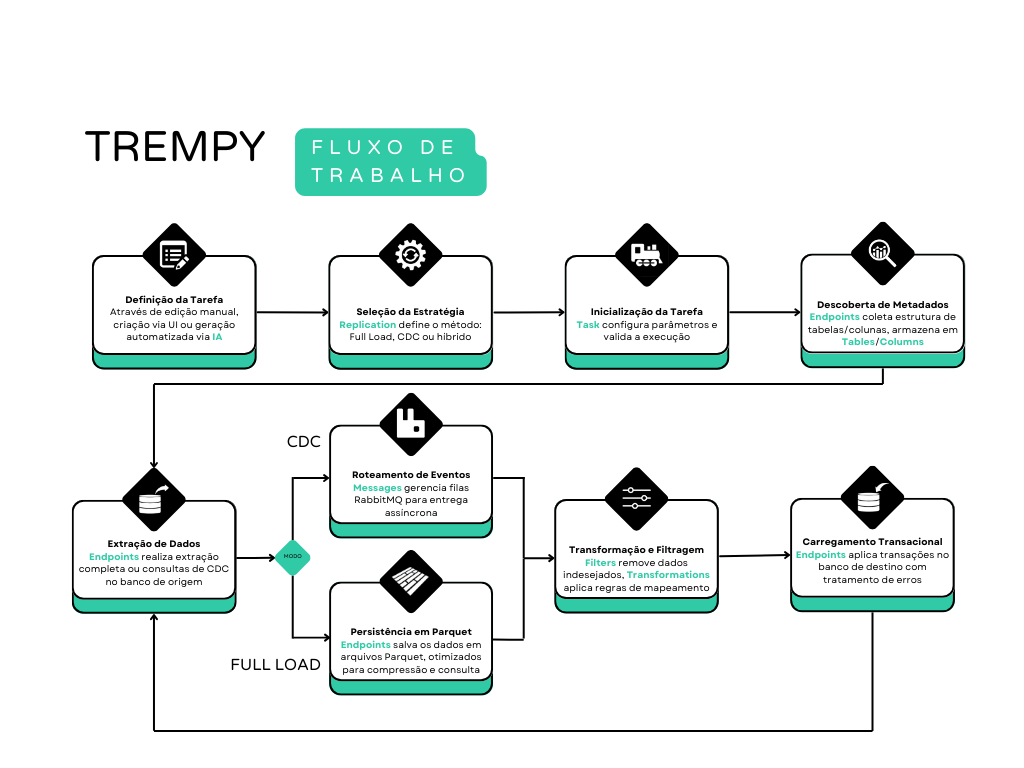 TREMPY
FLUXO DE
TRABALHO
Definição da Tarefa
Através de edição manual,
criação via UI ou geração
automatizada via IA
Seleção da Estratégia
Replication define o método:
Full Load, CDC ou híbrido
Inicialização da Tarefa
Task configura parâmetros e
valida a execução
Descoberta de Metadados
Endpoints coleta estrutura de
tabelas/colunas, armazena em
Tables/Columns
Extração de Dados
Endpoints realiza extração
completa ou consultas de CDC
no banco de origem
MODO
CDC
Roteamento de Eventos
Messages gerencia filas
RabbitMQ para entrega
assíncrona
FULL LOAD
Persistência em Parquet
Endpoints salva os dados em
arquivos Parquet, otimizados
para compressão e consulta
Transformação e Filtragem
Filters remove dados
indesejados, Transformations
aplica regras de mapeamento
Carregamento Transacional
Endpoints aplica transações no
banco de destino com
tratamento de erros